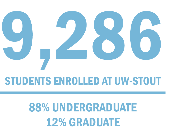 9,286
STUDENTS ENROLLED AT UW-STOUT
88% UNDERGRADUATE
12% GRADUATE